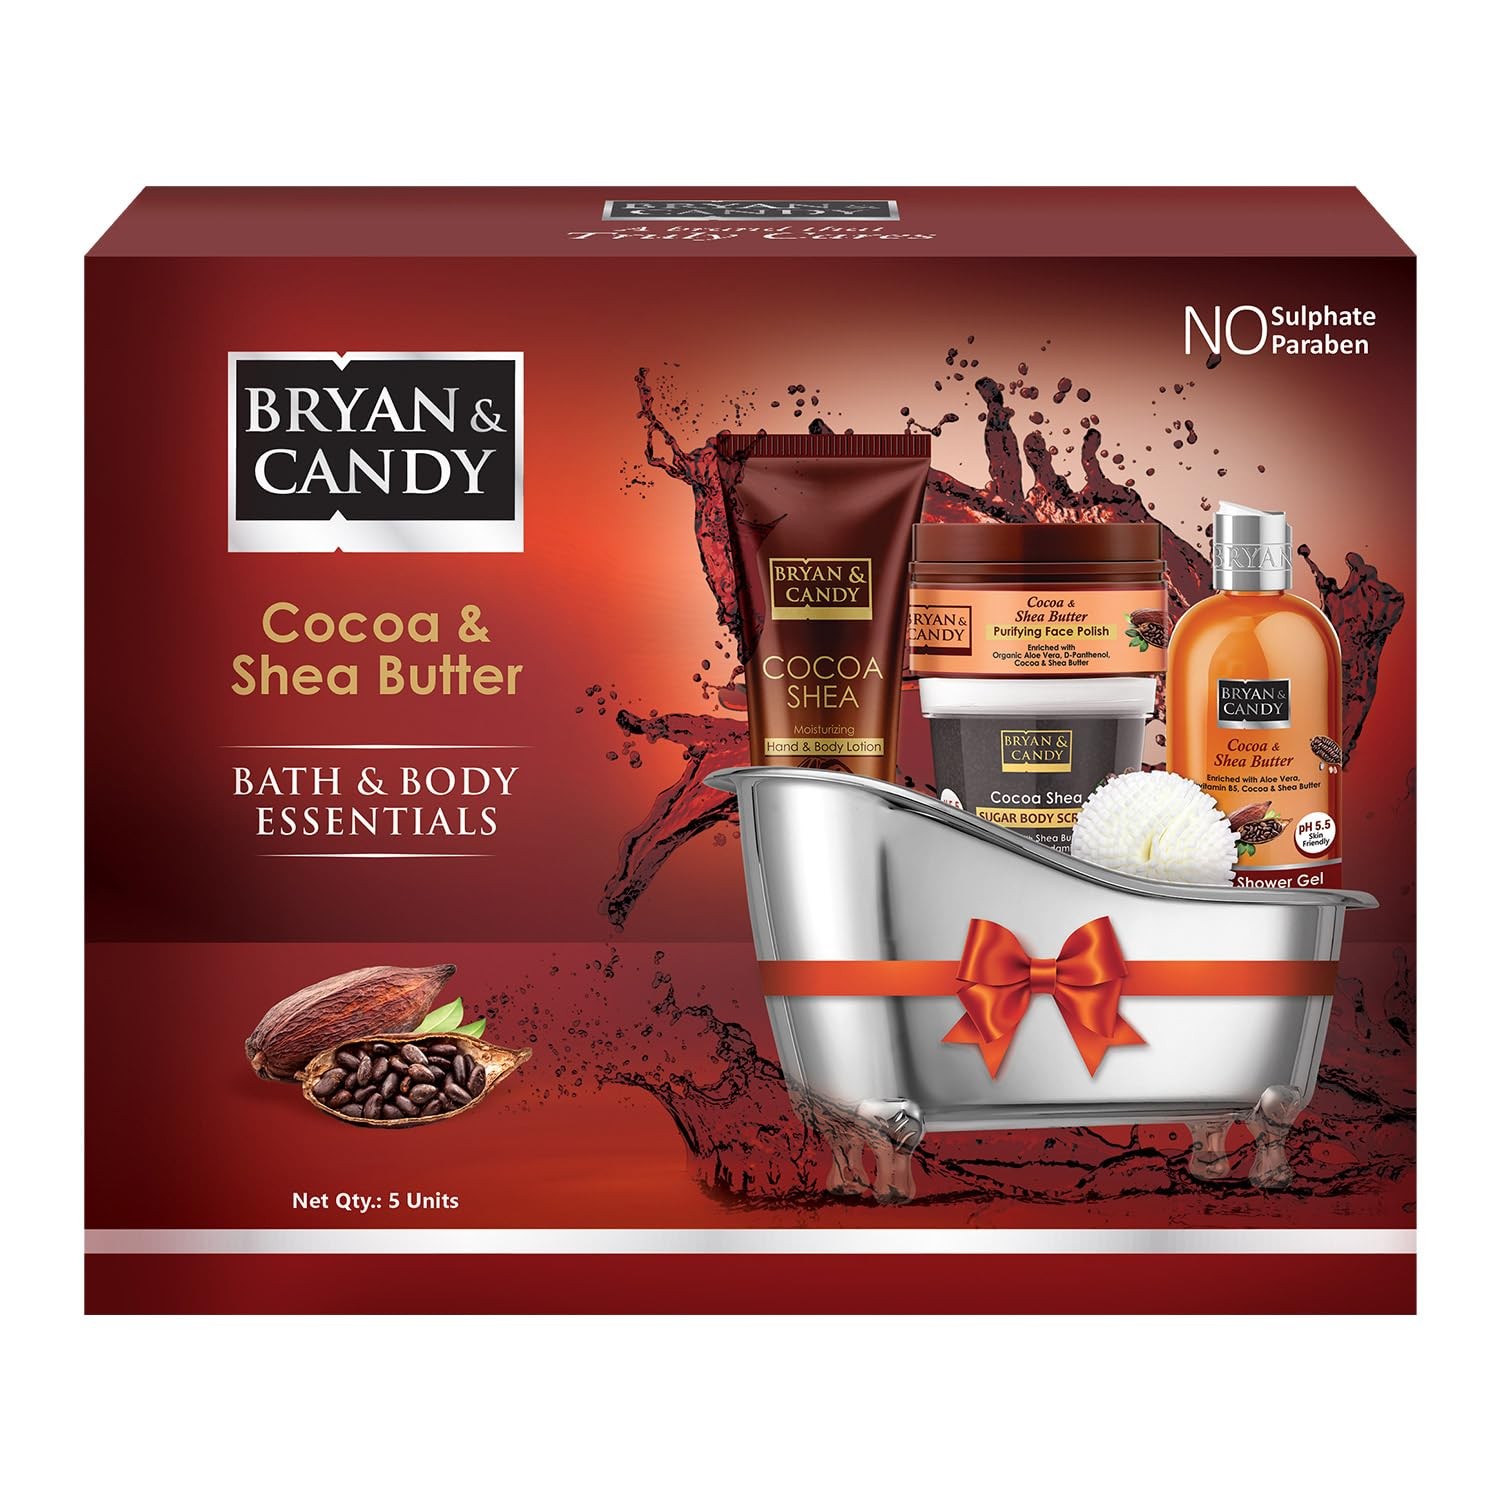 BRYAN &
CANDY
A brand that
Truly Cares
NO Sulphate
Paraben
BRYAN &
CANDY
Cocoa &
Shea Butter
BATH & BODY
ESSENTIALS
Net Qty.: 5 Units
BRYAN &
CANDY
COCOA
SHEA
Moisturizing
Hand & Body Lotion
BRYAN &
CANDY
Cocoa &
Shea Butter
Purifying Face Polish
Enriched with
Organic Aloe Vera, D-Panthenol,
Cocoa & Shea Butter
BRYAN &
CANDY
Cocoa Shea
SUGAR BODY
Shea
BRYAN
BRYAN &
CANDY
Cocoa &
Shea Butter
Enriched with Aloe Vera,
B5, Cocoa & Shea Butter
pH 5.5
Skin
Friendly
Shower Gel